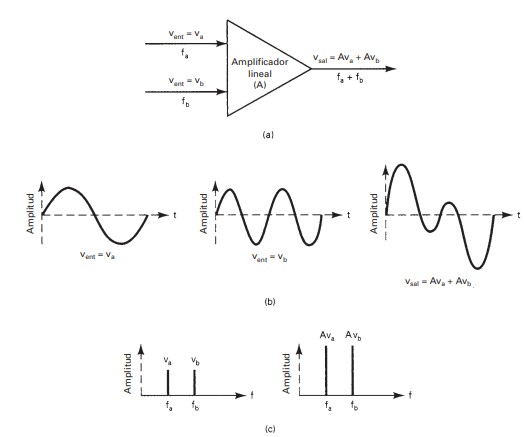 v_ent = v_a
f_a
v_ent = v_b
f_b
Amplificador
lineal
(A)
v_sal = Av_a + Av_b
f_a + f_b
(a)
Amplitud
t
v_ent = v_a
Amplitud
t
v_ent = v_b
Amplitud
t
v_sal = Av_a + Av_b
(b)
Amplitud
v_a v_b
f_a f_b
f
Amplitud
Av_a Av_b
f_a f_b
f
(c)